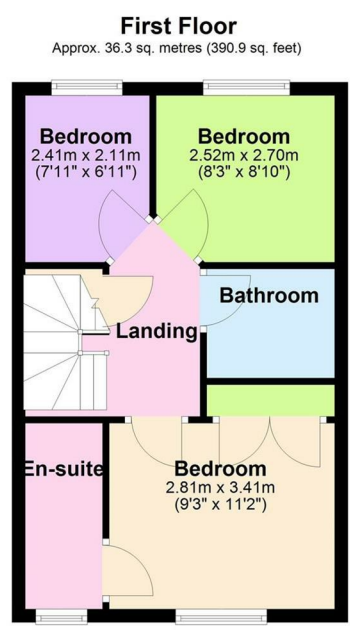 First Floor
Approx. 36.3 sq. metres (390.9 sq. feet)
Bedroom
2.41m x 2.11m
(7'11" x 6'11")
Bedroom
2.52m x 2.70m
(8'3" x 8'10")
Bathroom
Landing
En-suite
Bedroom
2.81m x 3.41m
(9'3" x 11'2")